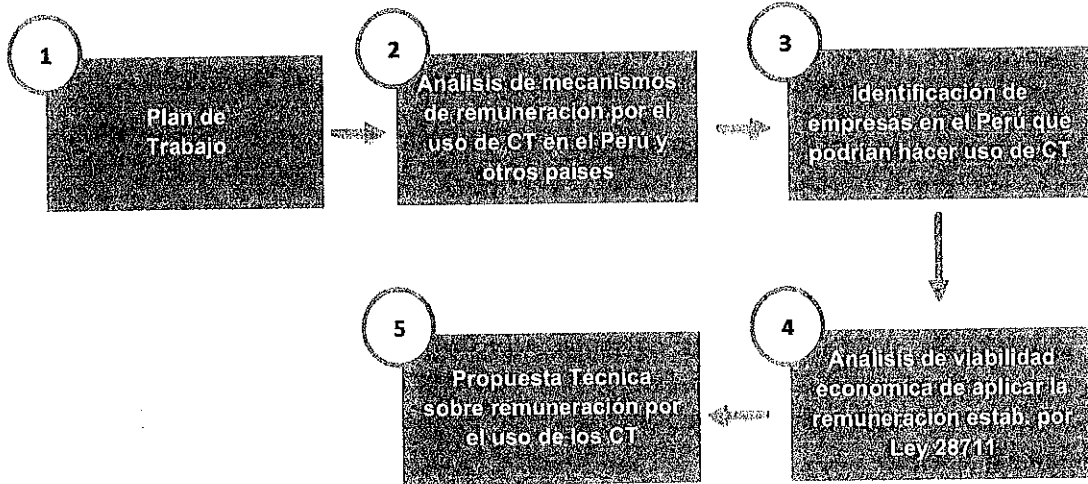 1
Plan de
Trabajo
2
Análisis de mecanismos
de remuneración por el
uso de CT en el Perú y
otros países
3
Identificación de
empresas en el Perú que
podrían hacer uso de CT
4
Análisis de viabilidad
económica de aplicar la
remuneración estab. por
Ley 28711
5
Propuesta Técnica
sobre remuneración por
el uso de los CT